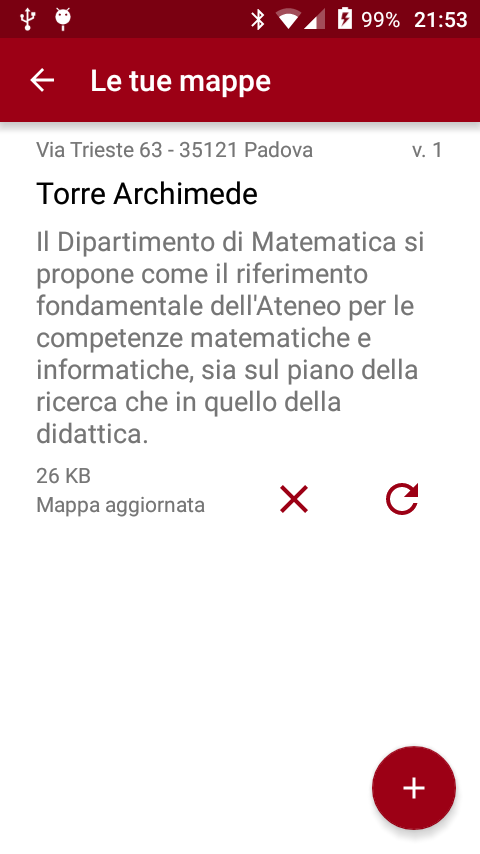 99% 21:53
Le tue mappe
Via Trieste 63 - 35121 Padova v. 1
Torre Archimede
Il Dipartimento di Matematica si
propone come il riferimento
fondamentale dell'Ateneo per le
competenze matematiche e
informatiche, sia sul piano della
ricerca che in quello della
didattica.
26 KB
Mappa aggiornata